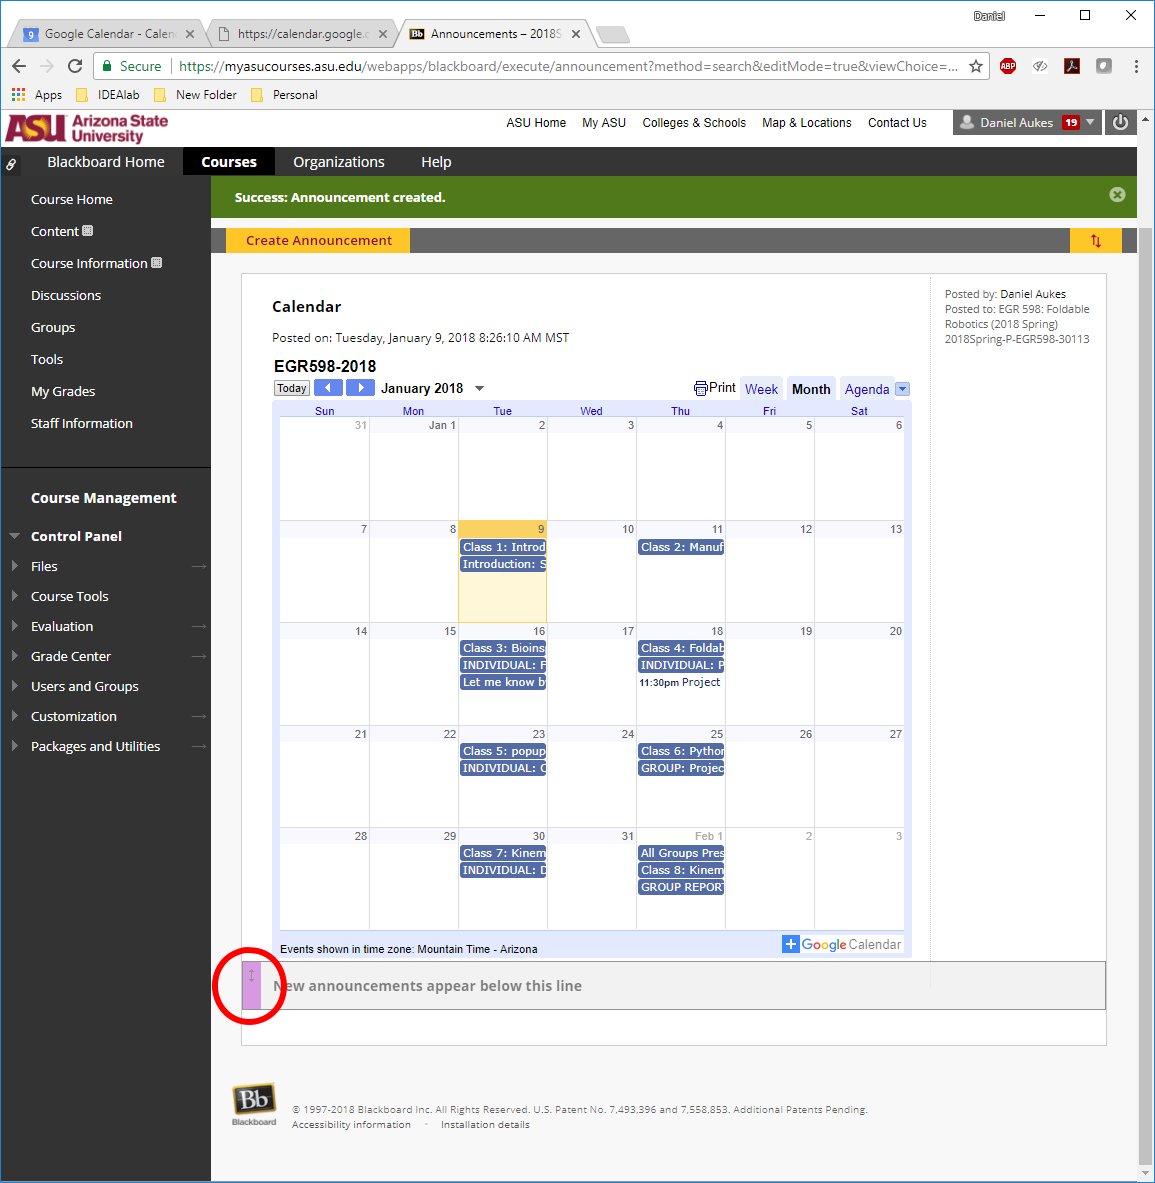 Daniel
Google Calendar - Calen
https://calendar.google.c
Announcements – 2018S
Secure https://myasucourses.asu.edu/webapps/blackboard/execute/announcement?method=search&editMode=true&viewChoice=...
ABP
Apps IDEAlab New Folder Personal
ASU Arizona State University
ASU Home My ASU Colleges & Schools Map & Locations Contact Us
Daniel Aukes 19
Blackboard Home Courses Organizations Help
Course Home
Content
Course Information
Discussions
Groups
Tools
My Grades
Staff Information
Course Management
Control Panel
Files
Course Tools
Evaluation
Grade Center
Users and Groups
Customization
Packages and Utilities
Success: Announcement created.
Create Announcement
Calendar
Posted on: Tuesday, January 9, 2018 8:26:10 AM MST
Posted by: Daniel Aukes
Posted to: EGR 598: Foldable
Robotics (2018 Spring)
2018Spring-P-EGR598-30113
EGR598-2018
Today January 2018 Print Week Month Agenda
Sun Mon Tue Wed Thu Fri Sat
31 Jan 1 2 3 4 5 6
7 8 9 10 11 12 13
Class 1: Introd Class 2: Manuf
Introduction: S
14 15 16 17 18 19 20
Class 3: Bioins Class 4: Foldab
INDIVIDUAL: F INDIVIDUAL: P
Let me know b 11:30pm Project
21 22 23 24 25 26 27
Class 5: popup Class 6: Python
INDIVIDUAL: C GROUP: Projec
28 29 30 31 Feb 1 2 3
Class 7: Kinem All Groups Pres
INDIVIDUAL: D Class 8: Kinem
GROUP REPORT
Events shown in time zone: Mountain Time - Arizona
Google Calendar
New announcements appear below this line
Bb
Blackboard
© 1997-2018 Blackboard Inc. All Rights Reserved. U.S. Patent No. 7,493,396 and 7,558,853. Additional Patents Pending.
Accessibility information - Installation details